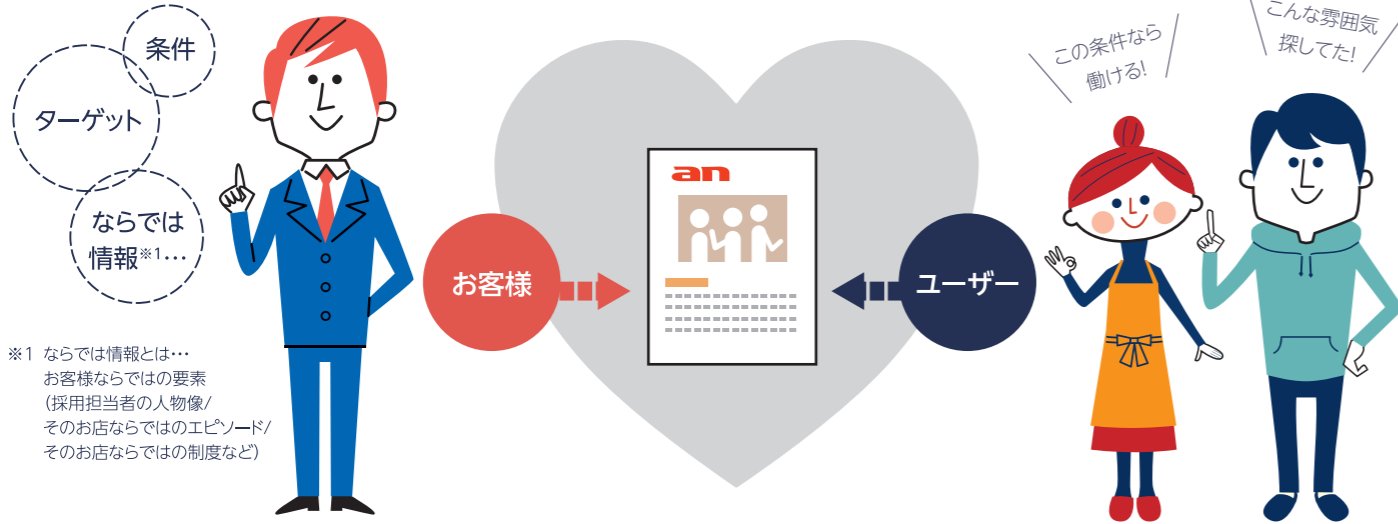 条件
ターゲット
ならでは
情報※1…
※1 ならでは情報とは…
お客様ならではの要素
(採用担当者の人物像/
そのお店ならではのエピソード/
そのお店ならではの制度など)
お客様
an
ユーザー
この条件なら
働ける!
こんな雰囲気
探してた!